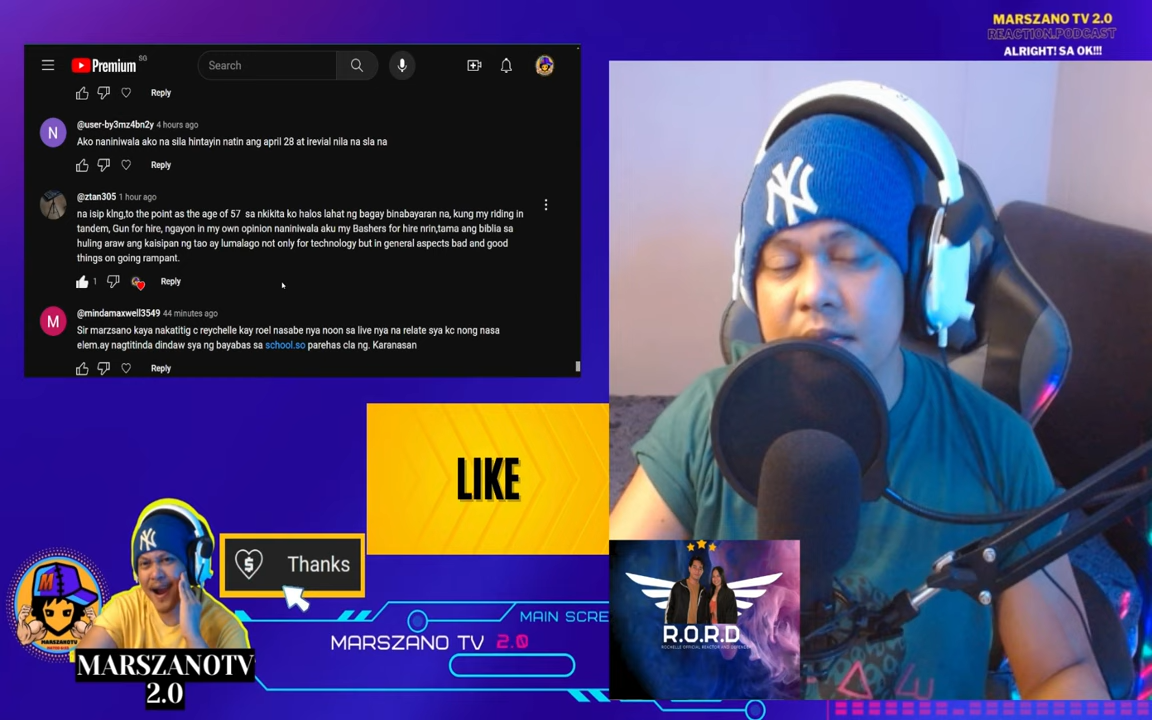 MARSZANO TV 2.0
REACTION.PODCAST
ALRIGHT! SA OK!!!
Premium SG
Search
Reply
N
@user-by3mz4bn2y 4 hours ago
Ako naniniwala ako na sila hintayin natin ang april 28 at irevial nila na sla na
Reply
@ztan305 1 hour ago
na isip klng,to the point as the age of 57 sa nkikita ko halos lahat ng bagay binabayaran na, kung my riding in
tandem, Gun for hire, ngayon in my own opinion naniniwala aku my Bashers for hire nrin,tama ang biblia sa
huling araw ang kaisipan ng tao ay lumalago not only for technology but in general aspects bad and good
things on going rampant.
1 Reply
M
@mindamaxwell3549 44 minutes ago
Sir marzsano kaya nakatitig c reychelle kay roel nasabe nya noon sa live nya na relate sya kc nong nasa
elem.ay nagtitinda dindaw sya ng bayabas sa school.so parehas cla ng. Karanasan
Reply
NY
LIKE
NY
$ Thanks
M
MARSZANOTV
MARSZANOTV
2.0
MAIN SCRE
MARSZANO TV 2.0
R.O.R.D